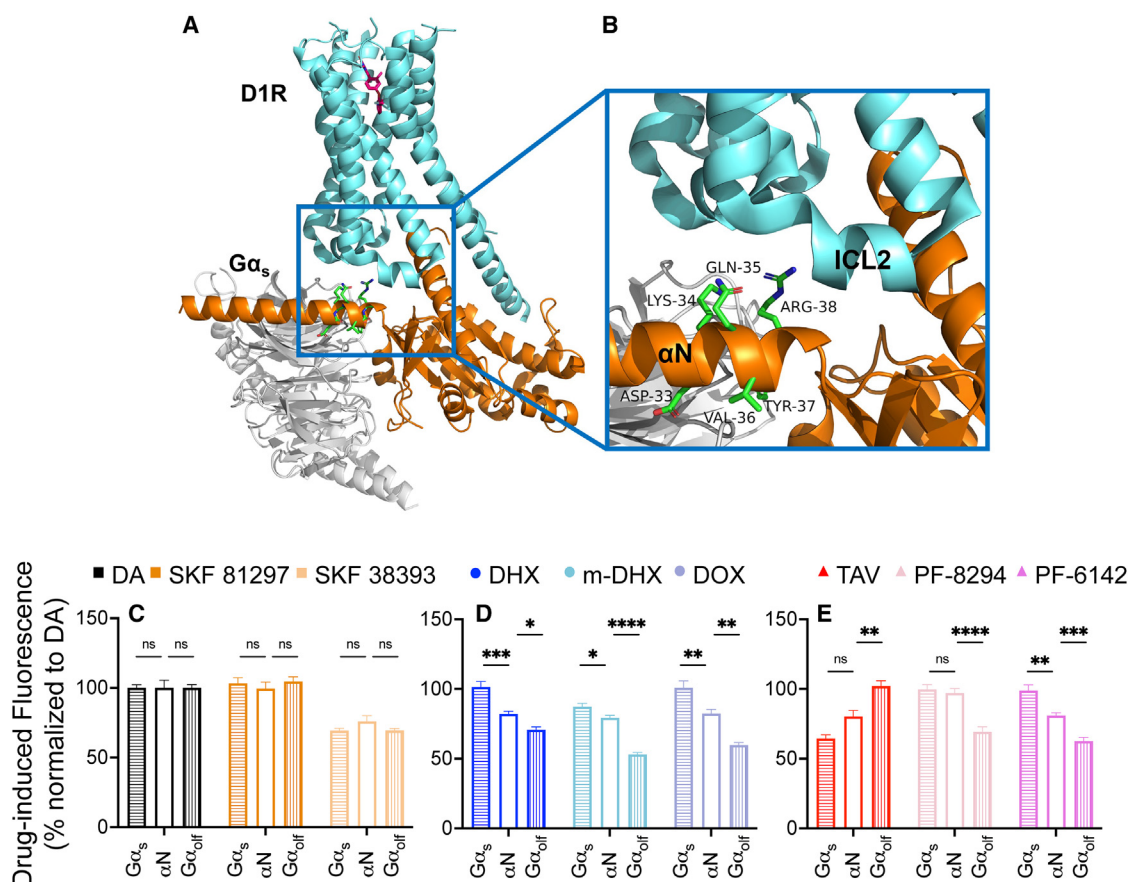 A
B
D1R
Gαs
GLN-35
ICL2
LYS-34
ARG-38
αN
ASP-33
VAL-36
TYR-37
Drug-induced Fluorescence
(% normalized to DA)
DA SKF 81297 SKF 38393
DHX m-DHX DOX
TAV PF-8294 PF-6142
C
150
100
50
0
ns ns ns ns ns ns
Gαs αN Gαolf Gαs αN Gαolf Gαs αN Gαolf
D
150
100
50
0
*** * * **** ** **
Gαs αN Gαolf Gαs αN Gαolf Gαs αN Gαolf
E
150
100
50
0
ns ** ns **** ** ***
Gαs αN Gαolf Gαs αN Gαolf Gαs αN Gαolf